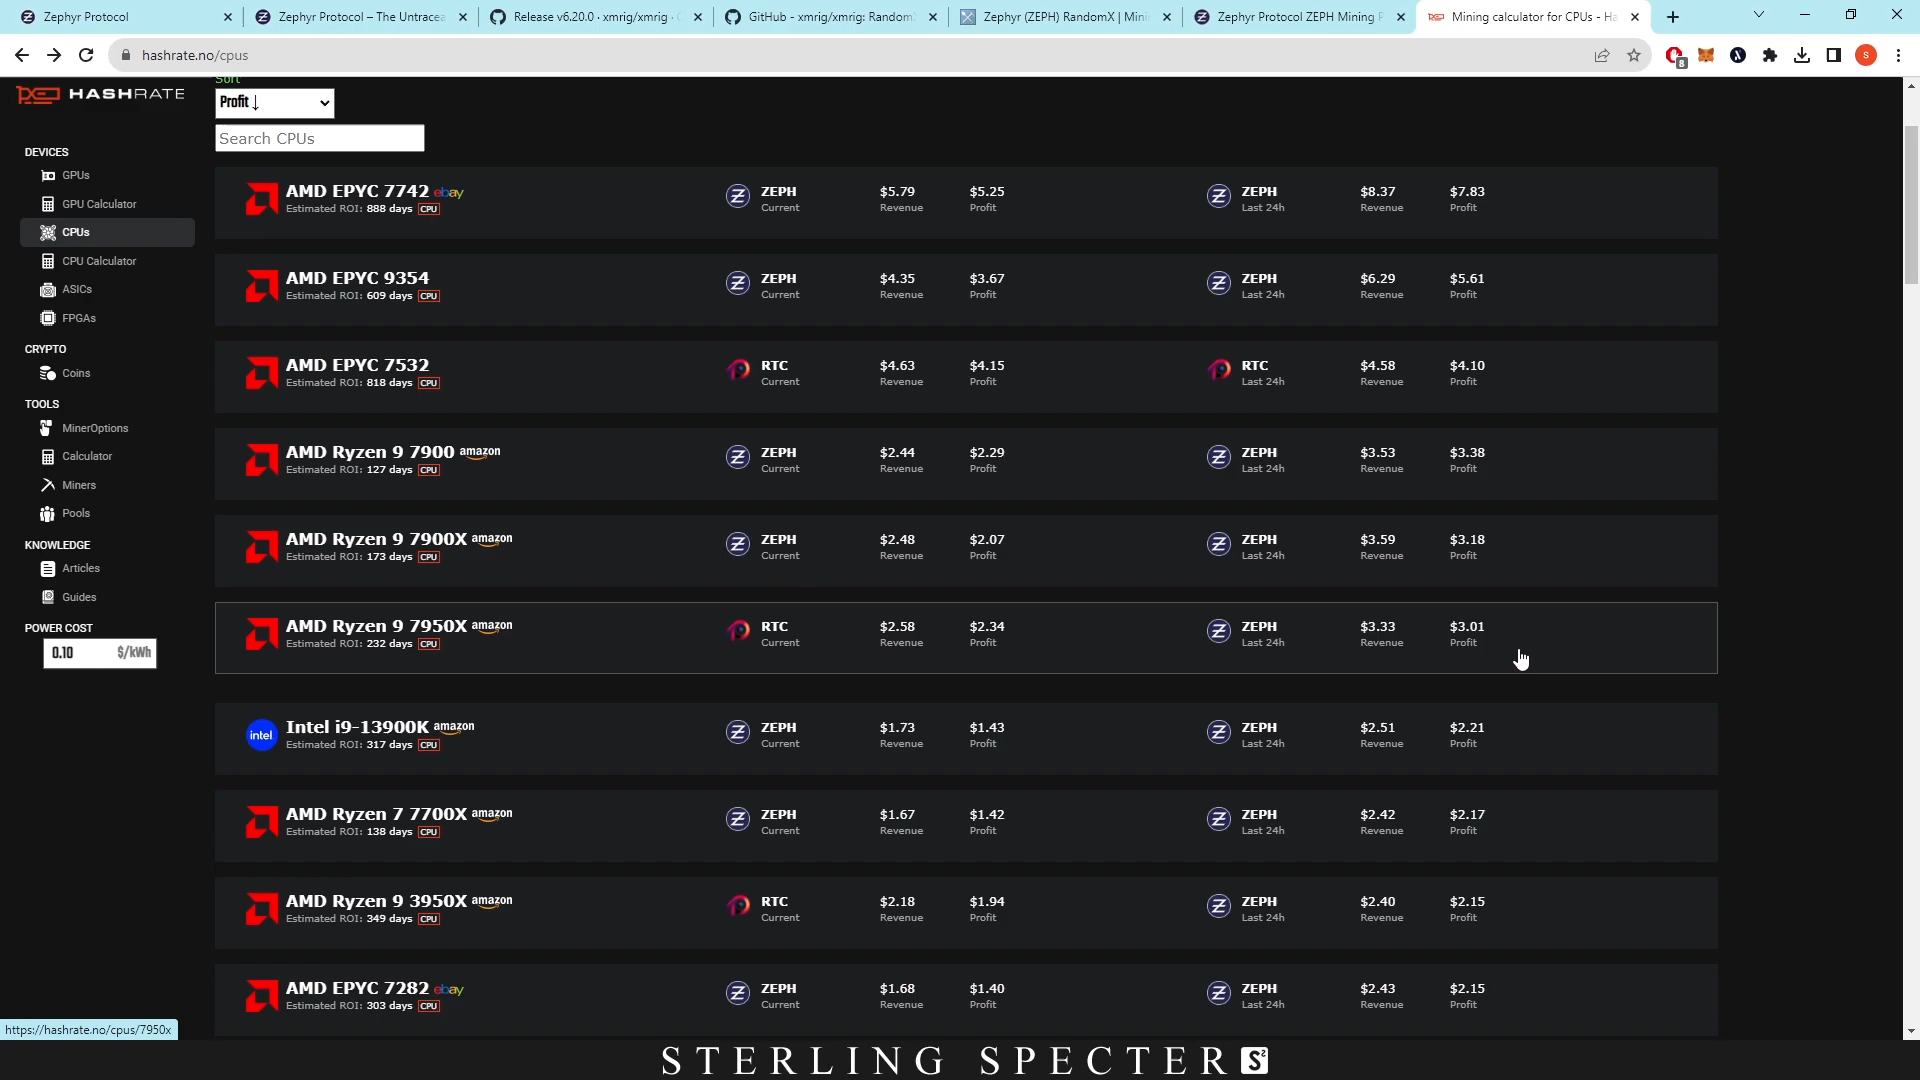 Zephyr Protocol
Zephyr Protocol – The Untracea
Release v6.20.0 · xmrig/xmrig ·
GitHub - xmrig/xmrig: Random
Zephyr (ZEPH) RandomX | Mini
Zephyr Protocol ZEPH Mining P
Mining calculator for CPUs - Ha
hashrate.no/cpus
8
S
HASHRATE
Sort
Profit ↓
Search CPUs
DEVICES
GPUs
GPU Calculator
CPUs
CPU Calculator
ASICs
FPGAs
CRYPTO
Coins
TOOLS
MinerOptions
Calculator
Miners
Pools
KNOWLEDGE
Articles
Guides
POWER COST
0.10 $/kWh
AMD EPYC 7742 ebay ZEPH $5.79 $5.25 ZEPH $8.37 $7.83
Estimated ROI: 888 days CPU Current Revenue Profit Last 24h Revenue Profit
AMD EPYC 9354 ZEPH $4.35 $3.67 ZEPH $6.29 $5.61
Estimated ROI: 609 days CPU Current Revenue Profit Last 24h Revenue Profit
AMD EPYC 7532 RTC $4.63 $4.15 RTC $4.58 $4.10
Estimated ROI: 818 days CPU Current Revenue Profit Last 24h Revenue Profit
AMD Ryzen 9 7900 amazon ZEPH $2.44 $2.29 ZEPH $3.53 $3.38
Estimated ROI: 127 days CPU Current Revenue Profit Last 24h Revenue Profit
AMD Ryzen 9 7900X amazon ZEPH $2.48 $2.07 ZEPH $3.59 $3.18
Estimated ROI: 173 days CPU Current Revenue Profit Last 24h Revenue Profit
AMD Ryzen 9 7950X amazon RTC $2.58 $2.34 ZEPH $3.33 $3.01
Estimated ROI: 232 days CPU Current Revenue Profit Last 24h Revenue Profit
intel Intel i9-13900K amazon ZEPH $1.73 $1.43 ZEPH $2.51 $2.21
Estimated ROI: 317 days CPU Current Revenue Profit Last 24h Revenue Profit
AMD Ryzen 7 7700X amazon ZEPH $1.67 $1.42 ZEPH $2.42 $2.17
Estimated ROI: 138 days CPU Current Revenue Profit Last 24h Revenue Profit
AMD Ryzen 9 3950X amazon RTC $2.18 $1.94 ZEPH $2.40 $2.15
Estimated ROI: 349 days CPU Current Revenue Profit Last 24h Revenue Profit
AMD EPYC 7282 ebay ZEPH $1.68 $1.40 ZEPH $2.43 $2.15
Estimated ROI: 303 days CPU Current Revenue Profit Last 24h Revenue Profit
https://hashrate.no/cpus/7950x
STERLING SPECTER S²